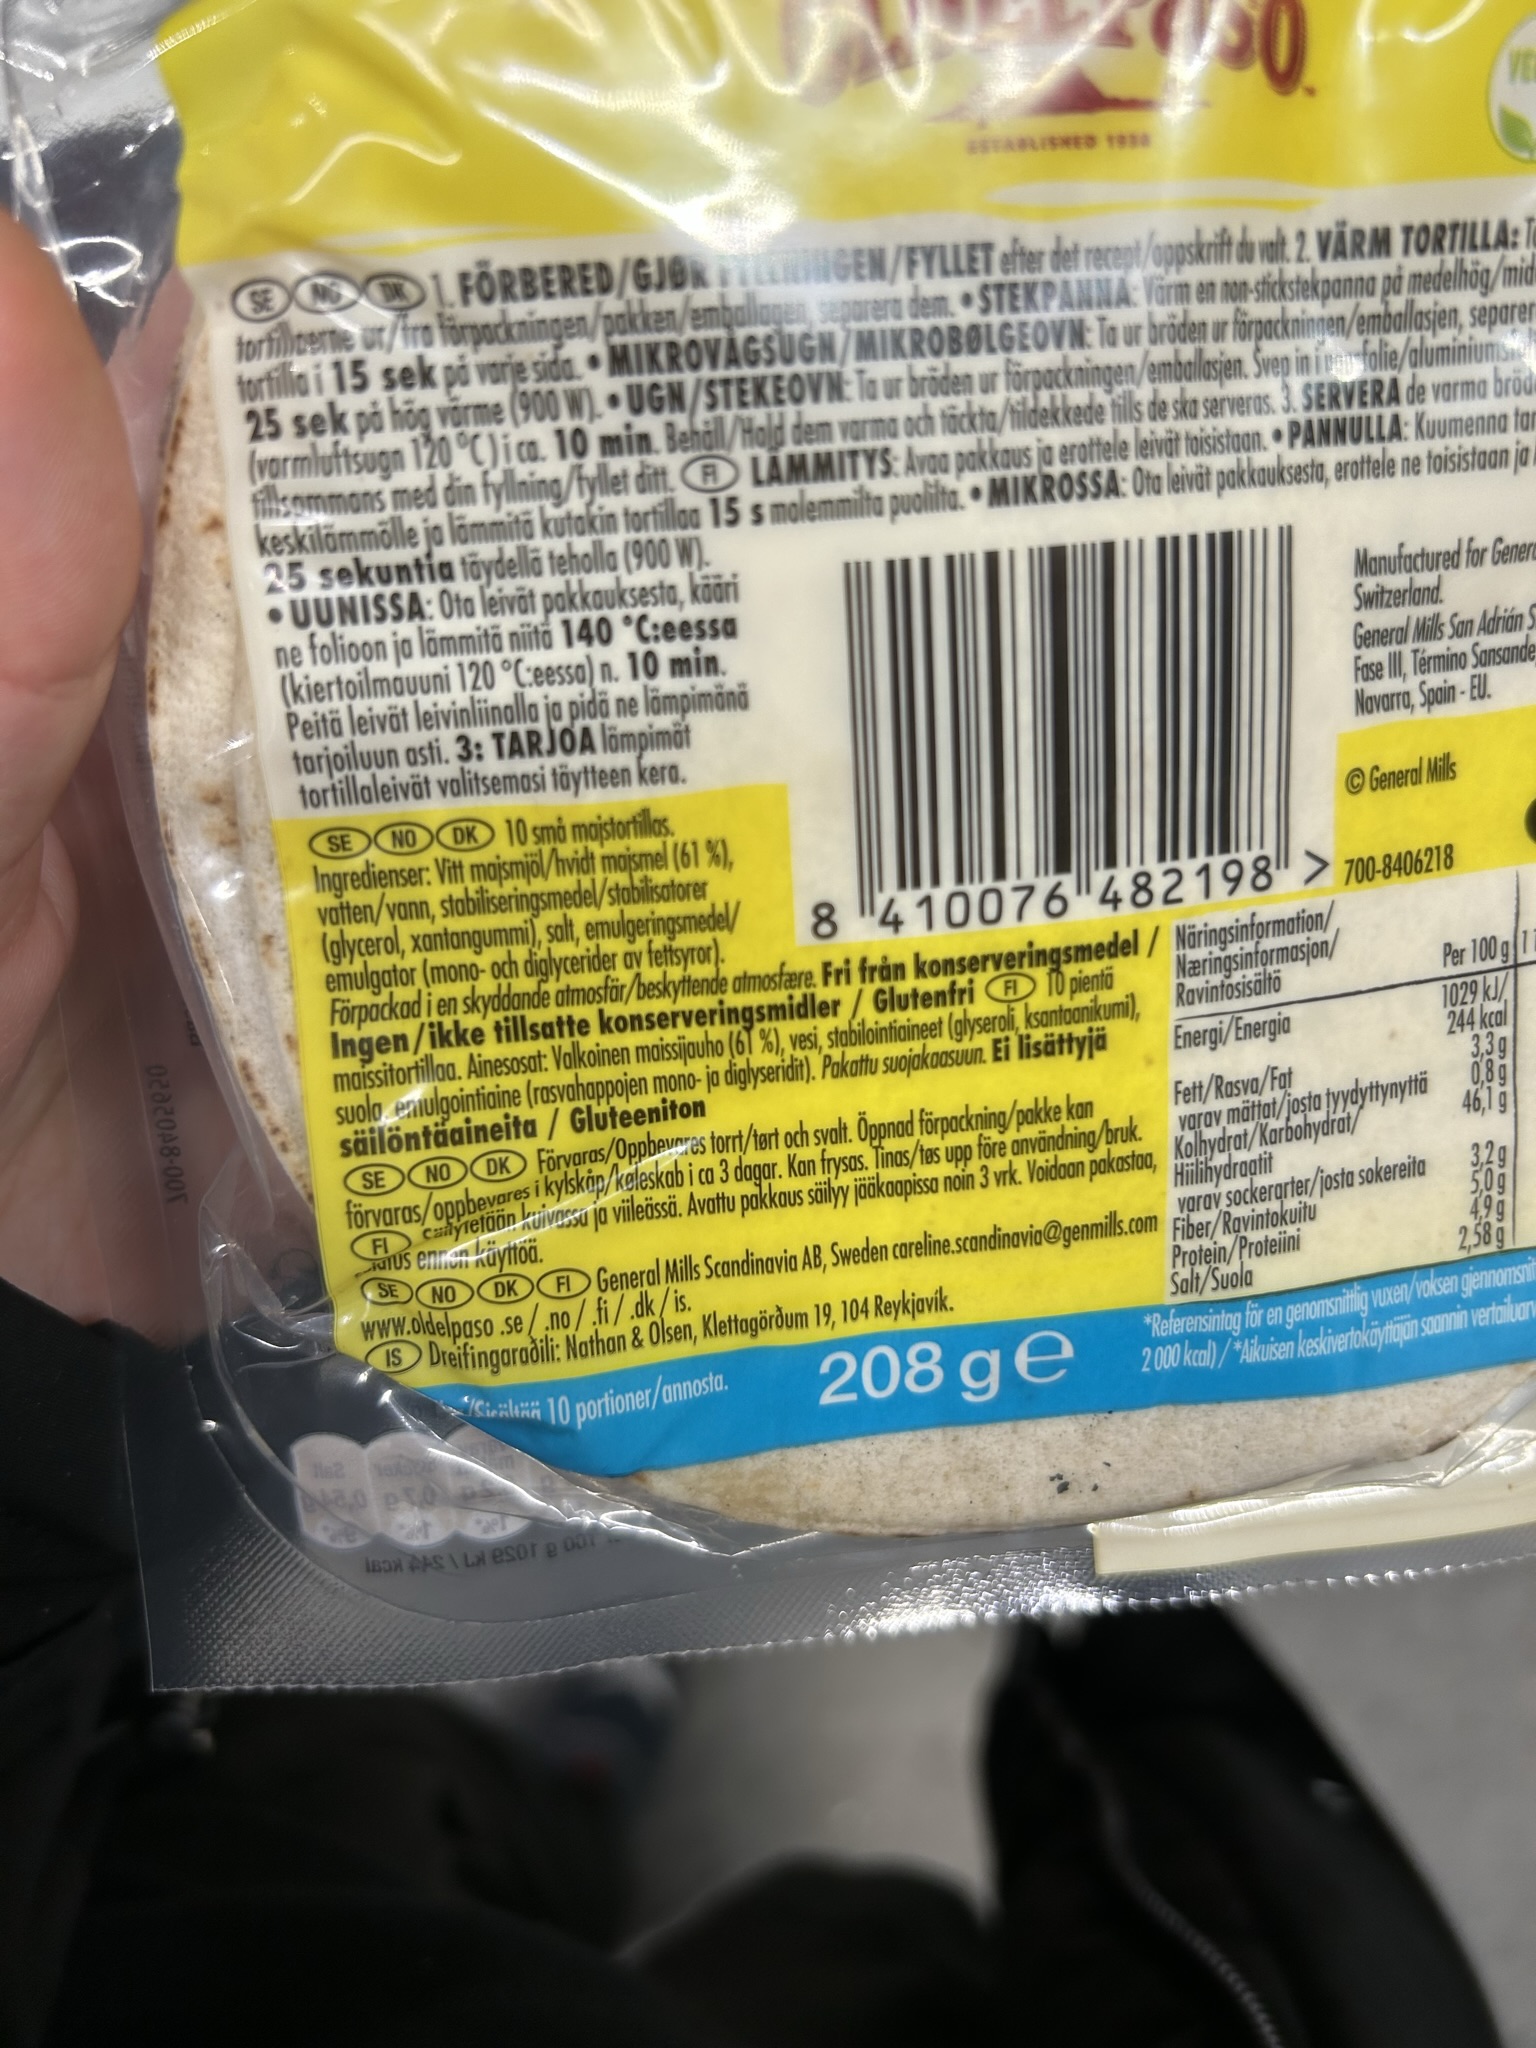 ESTABLISHED 1938
SE NO DK 1. FÖRBERED/GJØR FYLLNINGEN/FYLLET efter det recept/oppskrift du valt. 2. VÄRM TORTILLA:
tortillaerne ur/fra förpackningen/pakken/emballagen, separera dem. • STEKPANNA: Värm en non-stickstekpanna på medelhög/mid
tortilla i 15 sek på varje sida. • MIKROVÅGSUGN/MIKROBØLGEOVN: Ta ur bröden ur förpackningen/emballasjen, separer
25 sek på hög värme (900 W). • UGN/STEKEOVN: Ta ur bröden ur förpackningen/emballasjen. Svep in i
(varmluftsugn 120 °C) i ca. 10 min. Behåll/Hold dem varma och täckta/tildekkede tills de ska serveras. 3. SERVERA de varma bröd
tillsammans med din fyllning/fyllet ditt. FI LÄMMITYS: Avaa pakkaus ja erottele leivät toisistaan. • PANNULLA: Kuumenna
keskilämmölle ja lämmitä kutakin tortillaa 15 s molemmilta puolilta. • MIKROSSA: Ota leivät pakkauksesta, erottele ne toisistaan ja
25 sekuntia täydellä teholla (900 W).
• UUNISSA: Ota leivät pakkauksesta, kääri
ne folioon ja lämmitä niitä 140 °C:eessa
(kiertoilmauuni 120 °C:eessa) n. 10 min.
Peitä leivät leivinliinalla ja pidä ne lämpimänä
tarjoiluun asti. 3: TARJOA lämpimät
tortillaleivät valitsemasi täytteen kera.
Manufactured for
Switzerland.
General Mills San Adrián
Fase III, Término
Navarra, Spain - EU.
© General Mills
700-8406218
8 410076 482198 >
SE NO DK 10 små majstortillas.
Ingredienser: Vitt majsmjöl/hvidt majsmel (61 %),
vatten/vann, stabiliseringsmedel/stabilisatorer
(glycerol, xantangummi), salt, emulgeringsmedel/
emulgator (mono- och diglycerider av fettsyror).
Förpackad i en skyddande atmosfär/beskyttende atmosfære. Fri från konserveringsmedel /
Ingen/ikke tillsatte konserveringsmidler / Glutenfri FI 10 pientä
maissitortillaa. Ainesosat: Valkoinen maissijauho (61 %), vesi, stabilointiaineet (glyseroli, ksantaanikumi),
suola, emulgointiaine (rasvahappojen mono- ja diglyseridit). Pakattu suojakaasuun. Ei lisättyjä
säilöntäaineita / Gluteeniton
SE NO DK Förvaras/Oppbevares torrt/tørt och svalt. Öppnad förpackning/pakke kan
förvaras/oppbevares i kylskåp/køleskab i ca 3 dagar. Kan frysas. Tinas/tøs upp före användning/bruk.
FI Säilytetään kuivassa ja viileässä. Avattu pakkaus säilyy jääkaapissa noin 3 vrk. Voidaan pakastaa,
ennen käyttöä.
SE NO DK FI General Mills Scandinavia AB, Sweden careline.scandinavia@genmills.com
www.oldelpaso .se / .no / .fi / .dk / is.
IS Dreifingaraðili: Nathan & Olsen, Klettagörðum 19, 104 Reykjavík.
Näringsinformation/
Næringsinformasjon/
Ravintosisältö
Per 100 g
Energi/Energia 1029 kJ/
244 kcal
Fett/Rasva/Fat 3,3 g
varav mättat/josta tyydyttynyttä 0,8 g
Kolhydrat/Karbohydrat/
Hiilihydraatit 46,1 g
varav sockerarter/josta sokereita 3,2 g
Fiber/Ravintokuitu 5,0 g
Protein/Proteiini 4,9 g
Salt/Suola 2,58 g
/Sisältää 10 portioner/annosta.
208 g e
*Referensintag för en genomsnittlig vuxen/voksen
2 000 kcal) / *Aikuisen keskivertokäyttäjän saannin
700-8405650
100 g 1029 kJ / 244 kcal